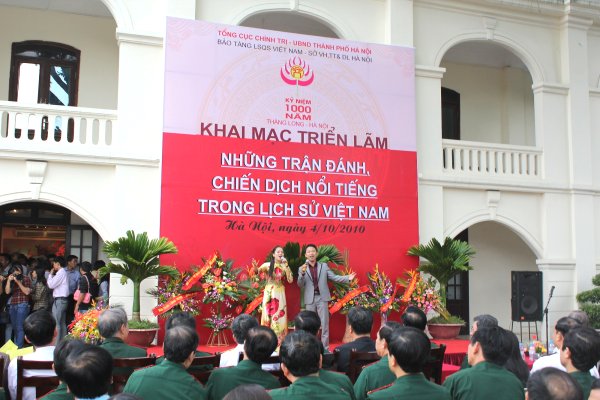 TỔNG CỤC CHÍNH TRỊ - UBND THÀNH PHỐ HÀ NỘI
BẢO TÀNG LSQS VIỆT NAM - SỞ VH,TT& DL HÀ NỘI
KỶ NIỆM
1000
NĂM
THĂNG LONG - HÀ NỘI
KHAI MẠC TRIỂN LÃM
NHỮNG TRẬN ĐÁNH,
CHIẾN DỊCH NỔI TIẾNG
TRONG LỊCH SỬ VIỆT NAM
Hà Nội, ngày 4/10/2010